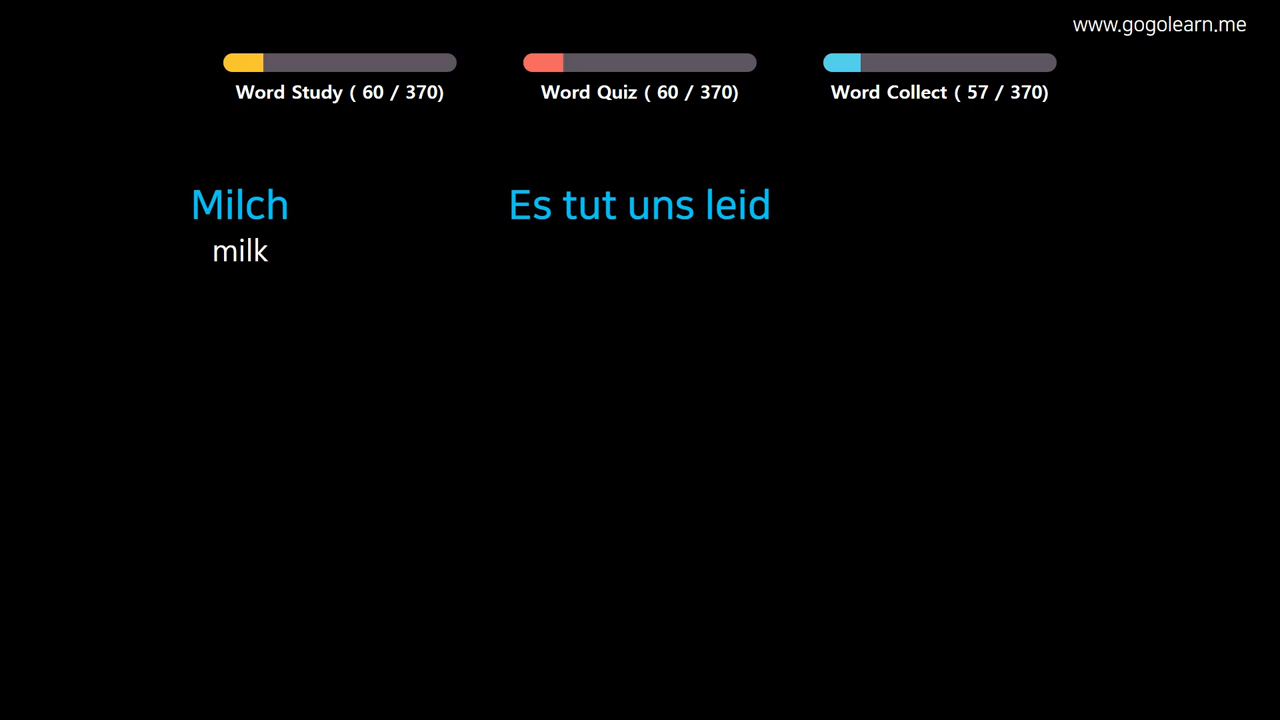 www.gogolearn.me
Word Study ( 60 / 370)
Word Quiz ( 60 / 370)
Word Collect ( 57 / 370)
Milch
milk
Es tut uns leid